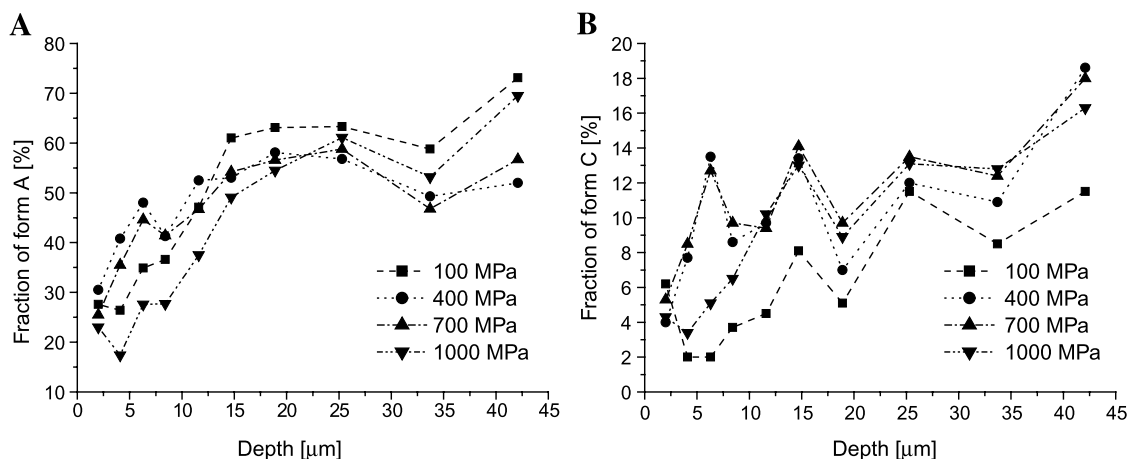 A
Fraction of form A [%]
80
70
60
50
40
30
20
10
0 5 10 15 20 25 30 35 40 45
Depth [μm]
100 MPa
400 MPa
700 MPa
1000 MPa
B
Fraction of form C [%]
20
18
16
14
12
10
8
6
4
2
0
0 5 10 15 20 25 30 35 40 45
Depth [μm]
100 MPa
400 MPa
700 MPa
1000 MPa